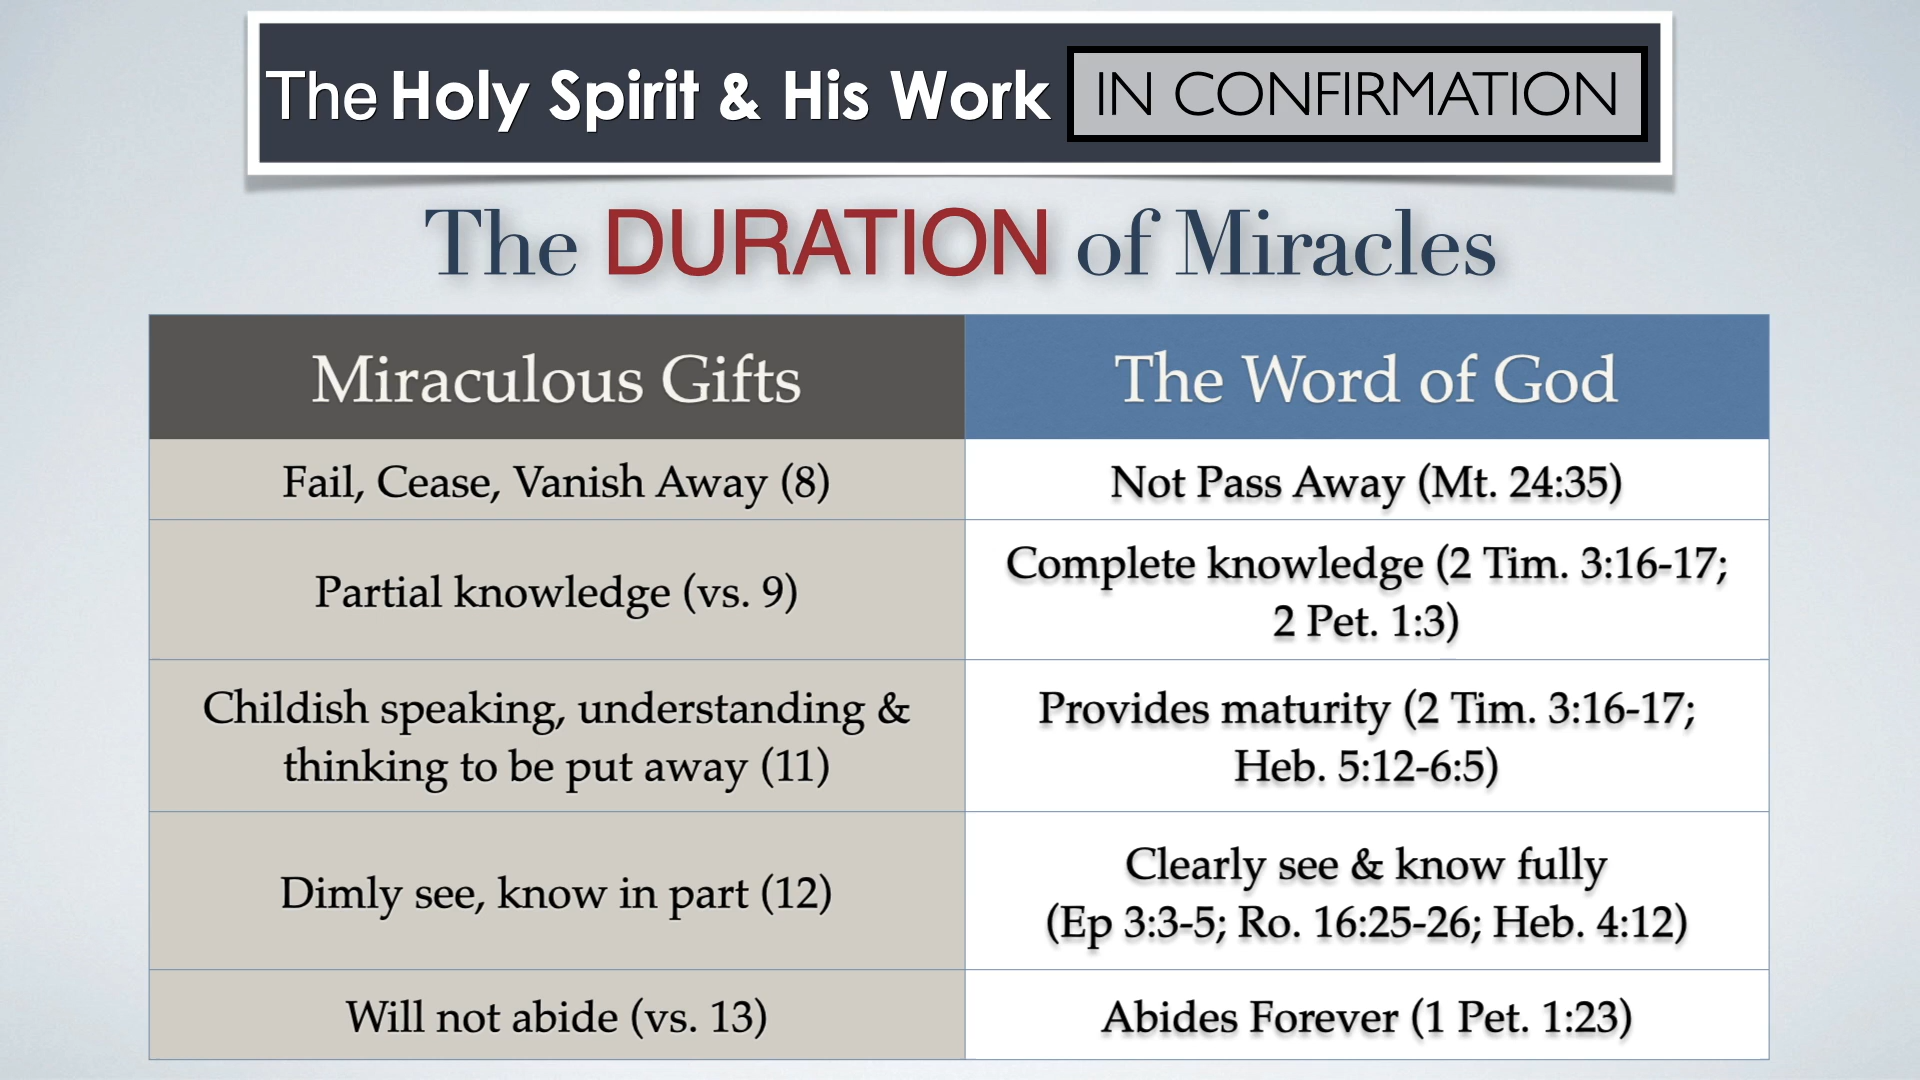 The Holy Spirit & His Work IN CONFIRMATION
The DURATION of Miracles
Miraculous Gifts
The Word of God
Fail, Cease, Vanish Away (8)
Not Pass Away (Mt. 24:35)
Partial knowledge (vs. 9)
Complete knowledge (2 Tim. 3:16-17;
2 Pet. 1:3)
Childish speaking, understanding &
thinking to be put away (11)
Provides maturity (2 Tim. 3:16-17;
Heb. 5:12-6:5)
Dimly see, know in part (12)
Clearly see & know fully
(Ep 3:3-5; Ro. 16:25-26; Heb. 4:12)
Will not abide (vs. 13)
Abides Forever (1 Pet. 1:23)